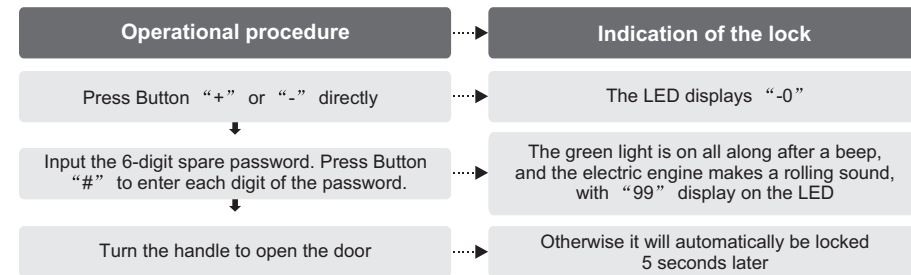 Operational procedure
Indication of the lock
Press Button “+” or “-” directly
The LED displays “-0”
Input the 6-digit spare password. Press Button
“#” to enter each digit of the password.
The green light is on all along after a beep,
and the electric engine makes a rolling sound,
with “99” display on the LED
Turn the handle to open the door
Otherwise it will automatically be locked
5 seconds later